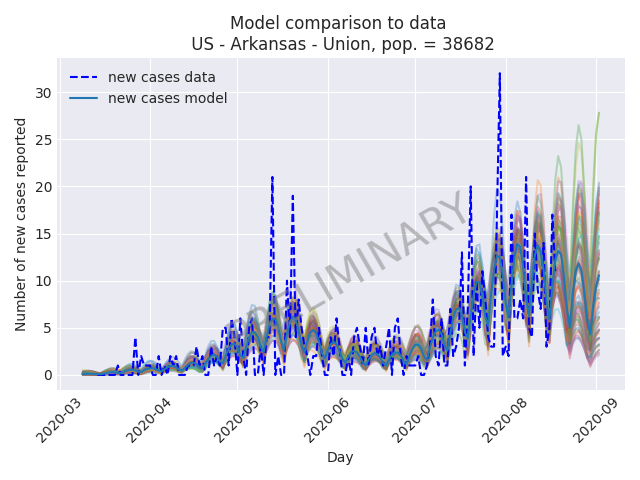 Model comparison to data
US - Arkansas - Union, pop. = 38682
new cases data
new cases model
PRELIMINARY
Number of new cases reported
30
25
20
15
10
5
0
2020-03
2020-04
2020-05
2020-06
2020-07
2020-08
2020-09
Day